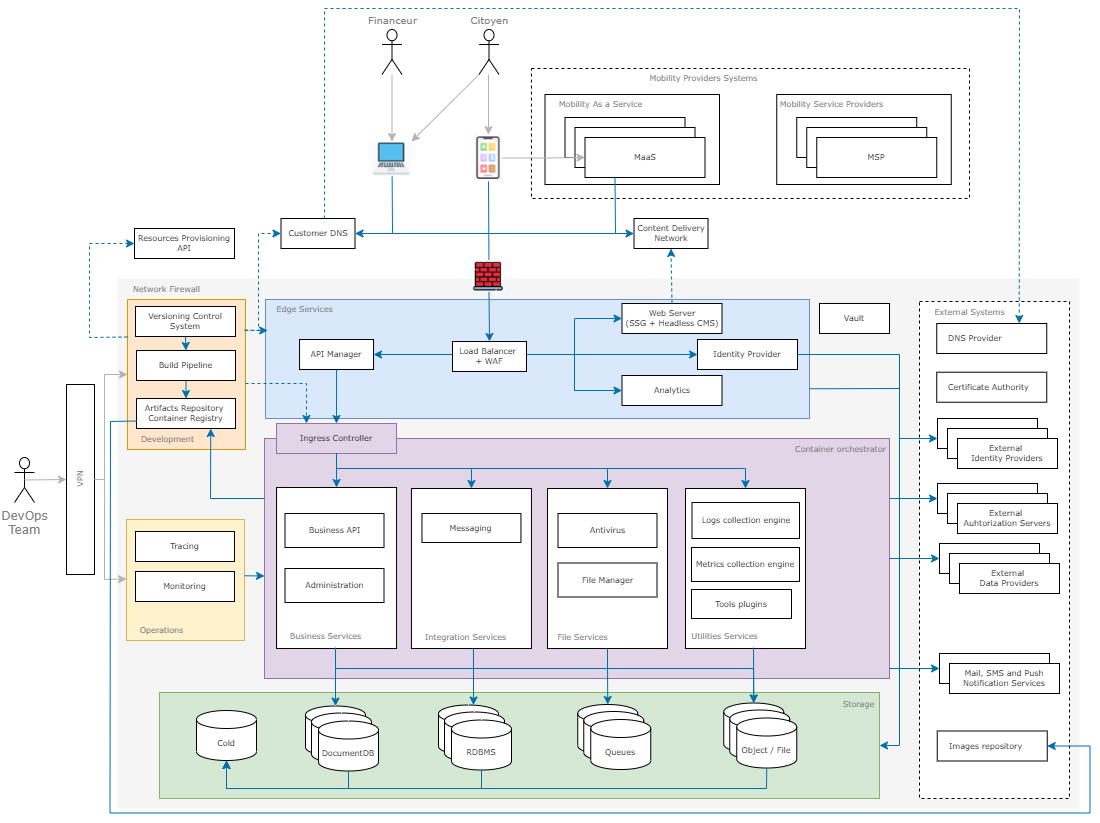 Financeur
Citoyen
Mobility Providers Systems
Mobility As a Service
MaaS
Mobility Service Providers
MSP
Customer DNS
Content Delivery
Network
Resources Provisioning
API
Network Firewall
Versioning Control
System
Build Pipeline
Artifacts Repository
Container Registry
Development
Edge Services
API Manager
Load Balancer
+ WAF
Web Server
(SSG + Headless CMS)
Identity Provider
Analytics
Vault
External Systems
DNS Provider
Certificate Authority
External
Identity Providers
External
Auhtorization Servers
External
Data Providers
Mail, SMS and Push
Notification Services
Images repository
Ingress Controller
Container orchestrator
VPN
DevOps
Team
Tracing
Monitoring
Operations
Business API
Administration
Business Services
Messaging
Integration Services
Antivirus
File Manager
File Services
Logs collection engine
Metrics collection engine
Tools plugins
Utilities Services
Storage
Cold
DocumentDB
RDBMS
Queues
Object / File